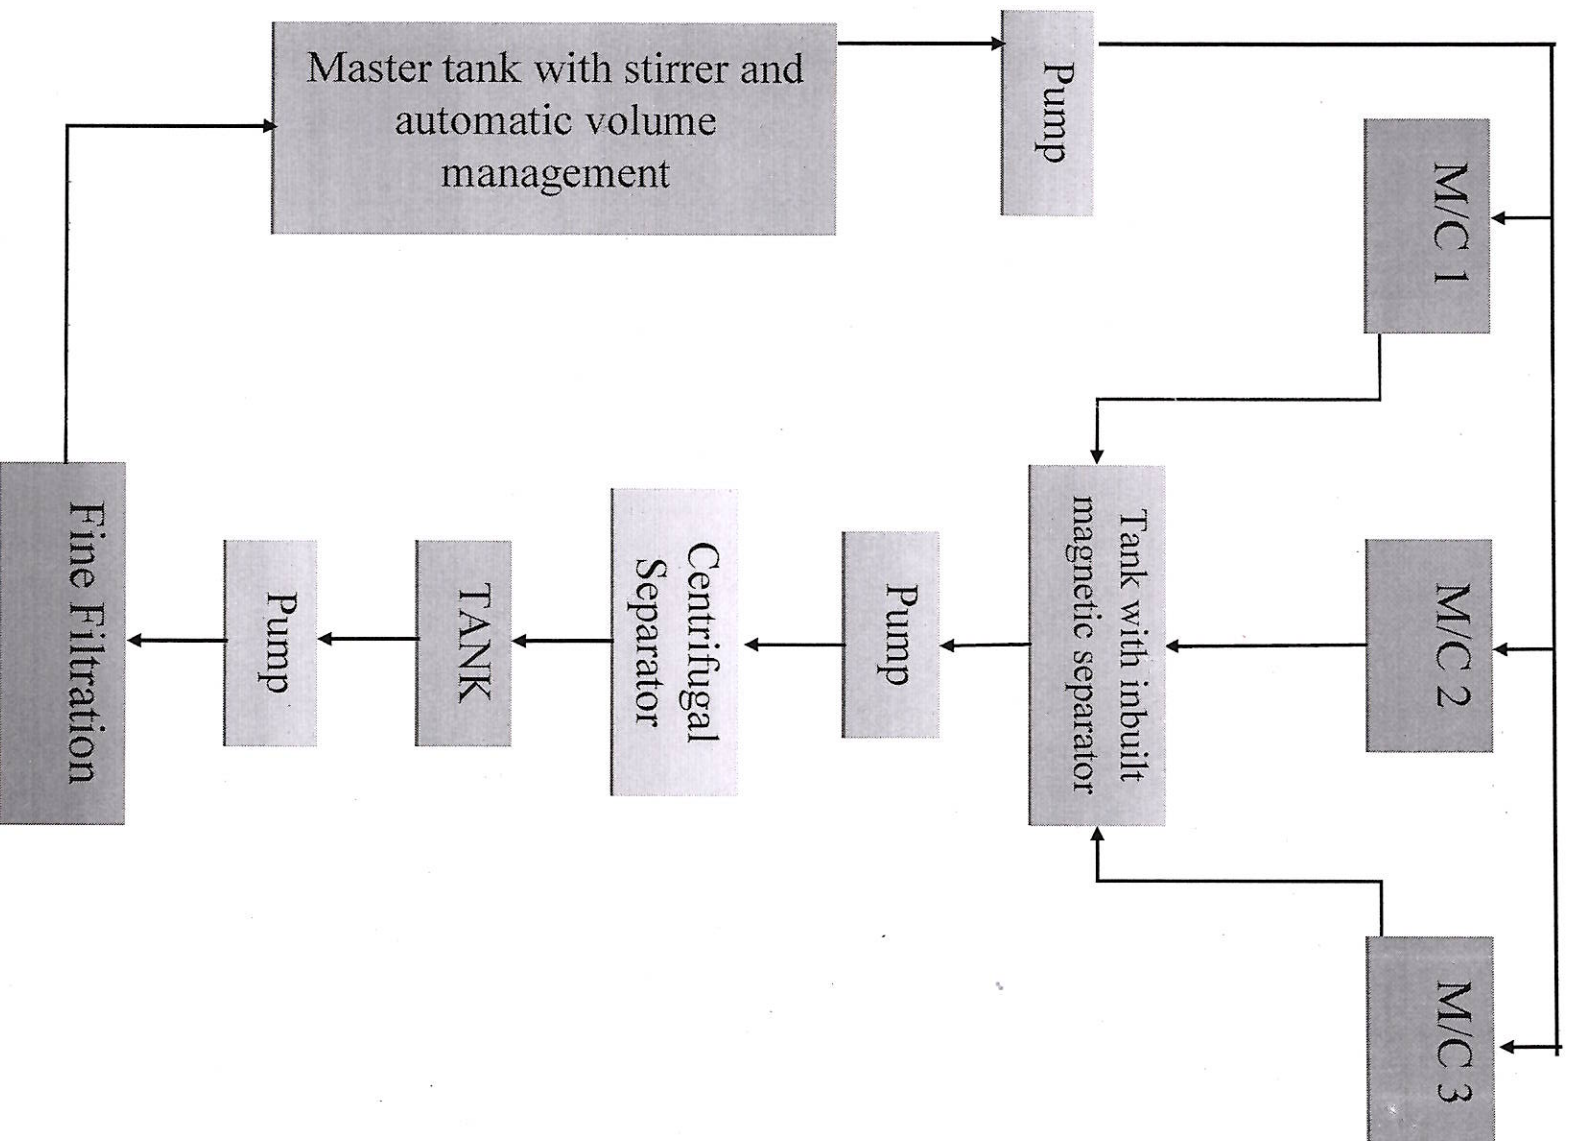 Master tank with stirrer and
automatic volume
management
Pump
M/C 1
M/C 2
M/C 3
Tank with inbuilt
magnetic separator
Pump
Centrifugal
Separator
TANK
Pump
Fine Filtration